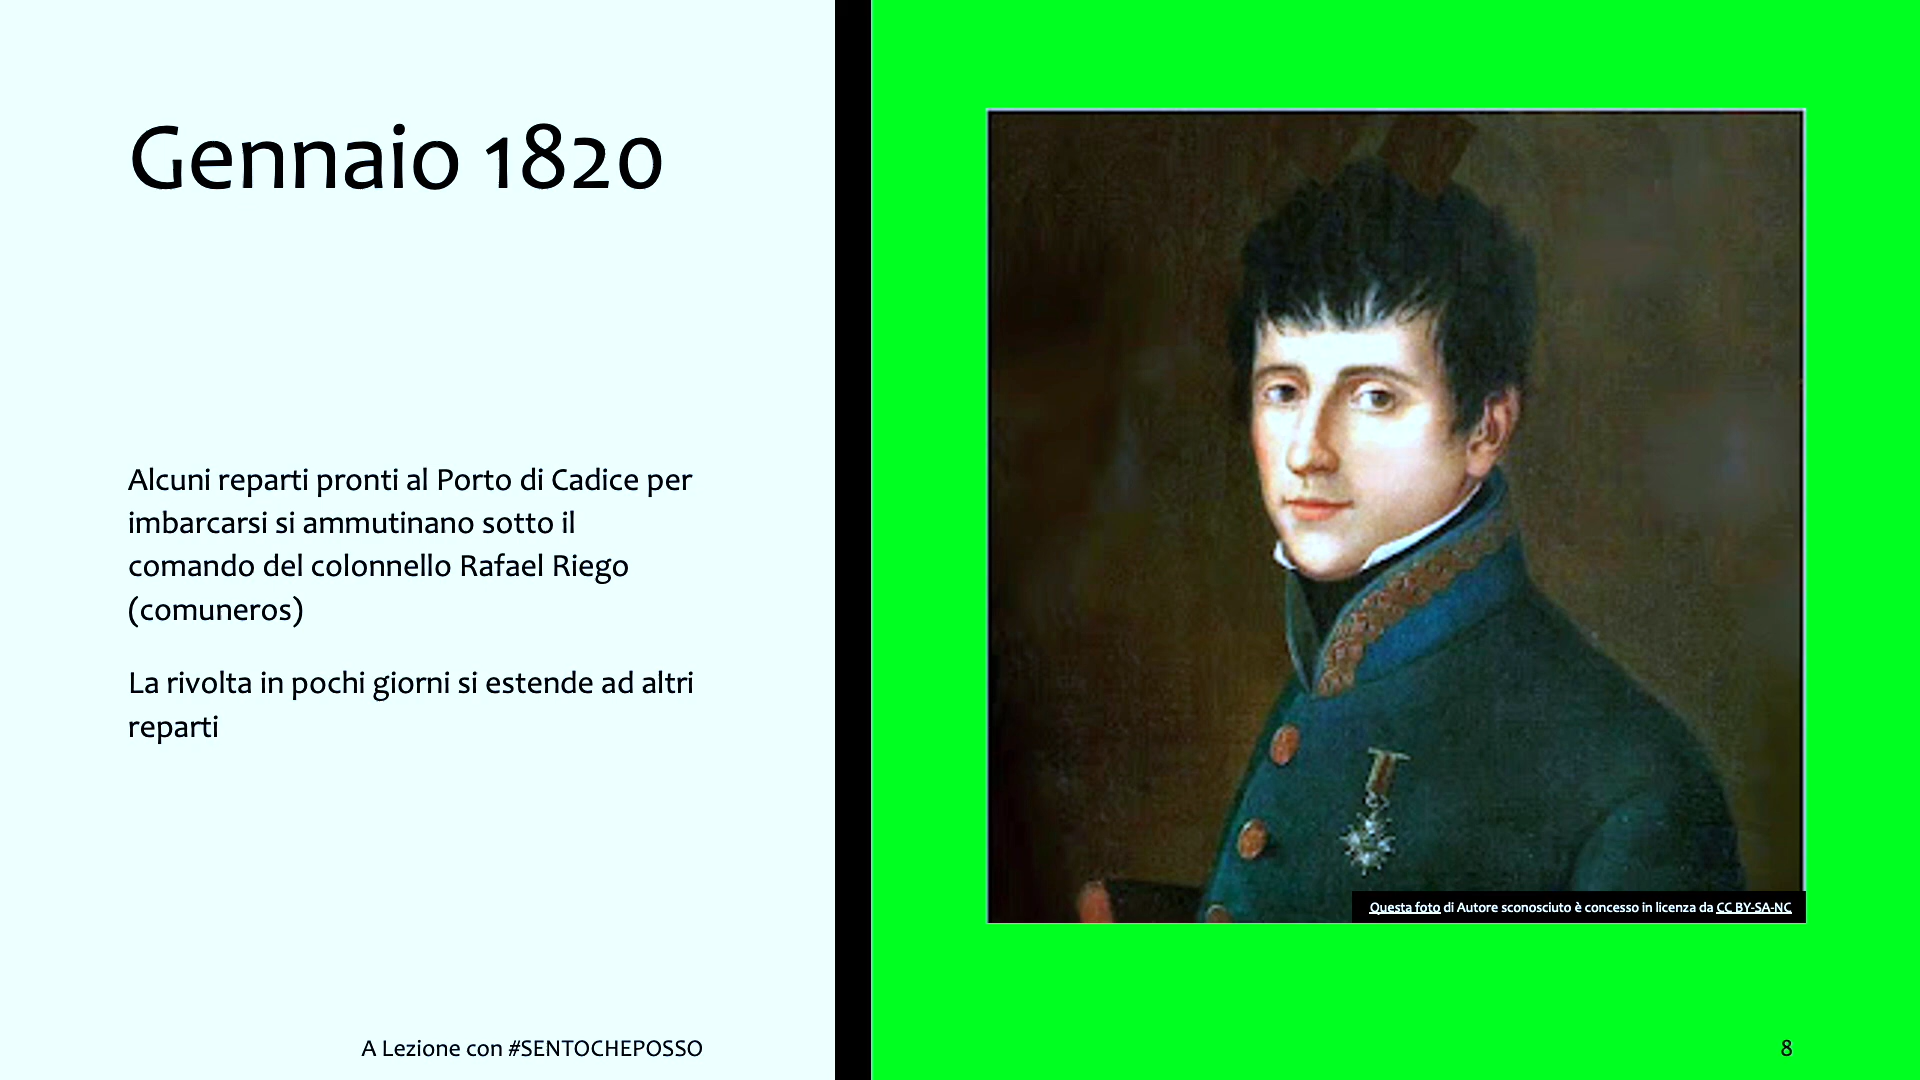 Gennaio 1820
Alcuni reparti pronti al Porto di Cadice per
imbarcarsi si ammutinano sotto il
comando del colonnello Rafael Riego
(comuneros)
La rivolta in pochi giorni si estende ad altri
reparti
Questa foto di Autore sconosciuto è concesso in licenza da CC BY-SA-NC
A Lezione con #SENTOCHEPOSSO
8